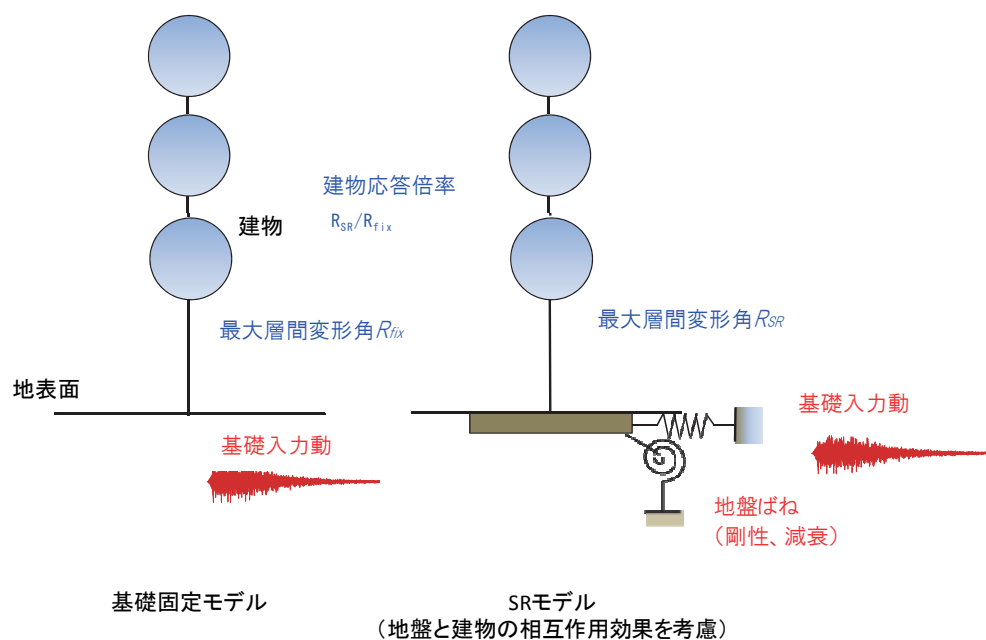 建物応答倍率
R_SR/R_fix
建物
最大層間変形角R_fix
最大層間変形角R_SR
地表面
基礎入力動
基礎入力動
地盤ばね
（剛性、減衰）
基礎固定モデル
SRモデル
（地盤と建物の相互作用効果を考慮）